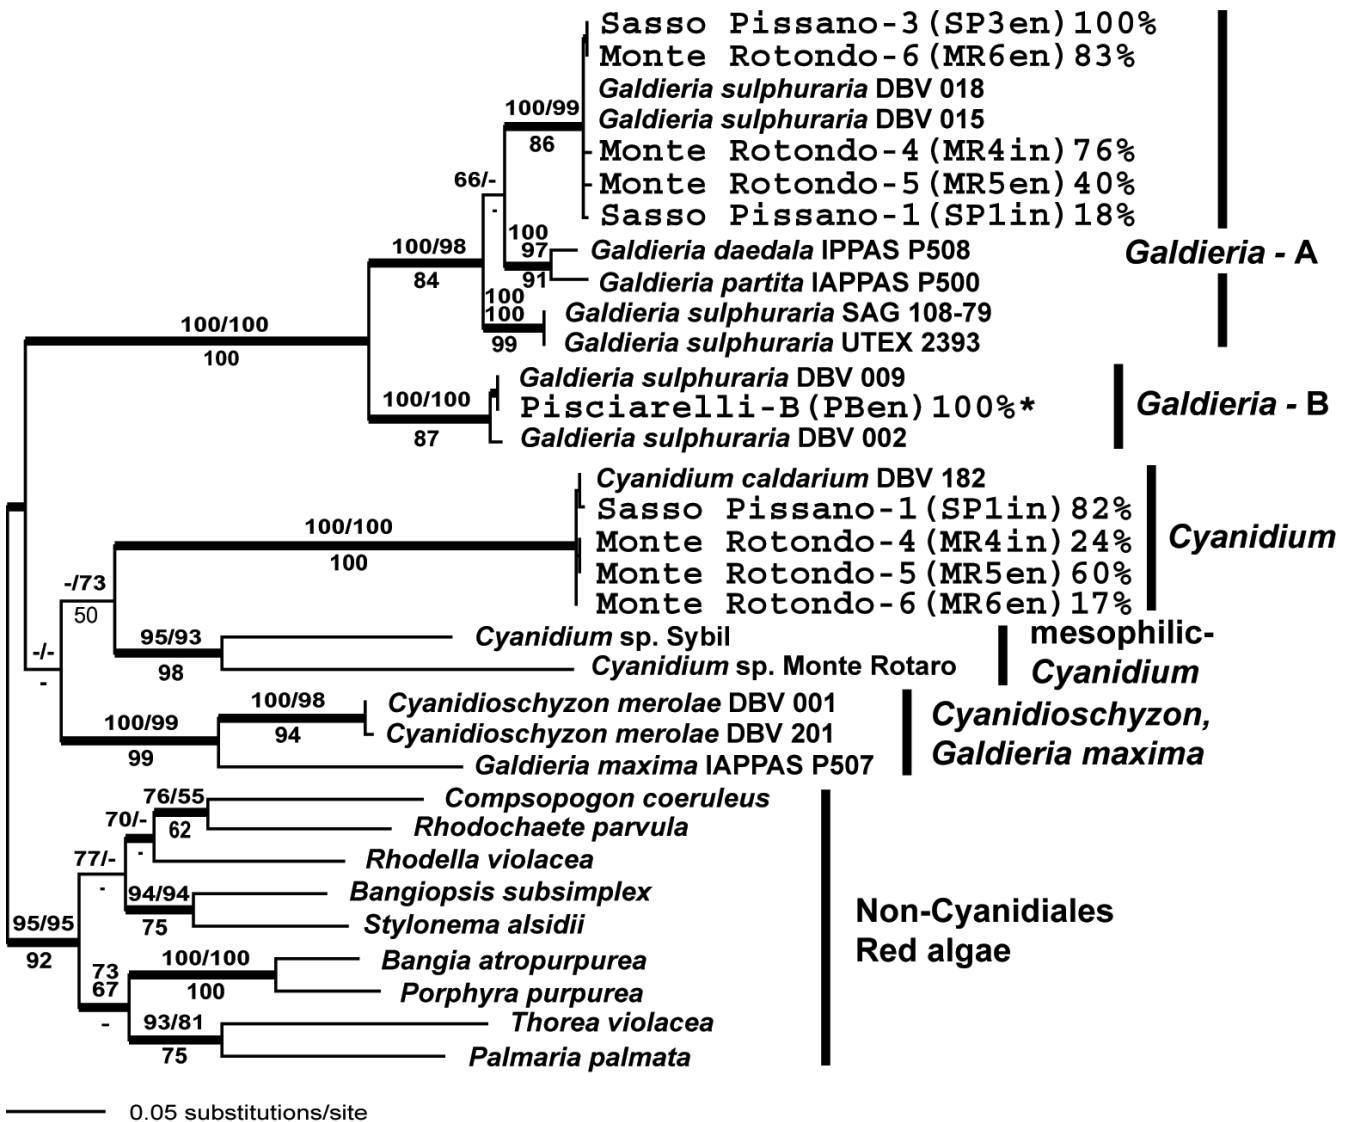 Sasso Pissano-3(SP3en)100%
Monte Rotondo-6(MR6en)83%
Galdieria sulphuraria DBV 018
100/99
Galdieria sulphuraria DBV 015
86
Monte Rotondo-4(MR4in)76%
66/-
Monte Rotondo-5(MR5en)40%
-
Sasso Pissano-1(SP1in)18%
100
97
100/98
Galdieria daedala IPPAS P508
Galdieria - A
84
91
Galdieria partita IAPPAS P500
100
100
Galdieria sulphuraria SAG 108-79
100/100
99
Galdieria sulphuraria UTEX 2393
100
Galdieria sulphuraria DBV 009
100/100
Pisciarelli-B(PBen)100%*
Galdieria - B
87
Galdieria sulphuraria DBV 002
Cyanidium caldarium DBV 182
Sasso Pissano-1(SP1in)82%
100/100
Monte Rotondo-4(MR4in)24%
Cyanidium
100
Monte Rotondo-5(MR5en)60%
-/73
50
Monte Rotondo-6(MR6en)17%
95/93
Cyanidium sp. Sybil
mesophilic-
Cyanidium
-/-
-
98
Cyanidium sp. Monte Rotaro
100/98
Cyanidioschyzon merolae DBV 001
Cyanidioschyzon,
Galdieria maxima
100/99
94
Cyanidioschyzon merolae DBV 201
99
Galdieria maxima IAPPAS P507
76/55
Compsopogon coeruleus
70/-
62
Rhodochaete parvula
77/-
-
Rhodella violacea
-
94/94
Bangiopsis subsimplex
95/95
75
Stylonema alsidii
Non-Cyanidiales
Red algae
92
100/100
Bangia atropurpurea
73
67
100
Porphyra purpurea
-
93/81
Thorea violacea
75
Palmaria palmata
0.05 substitutions/site